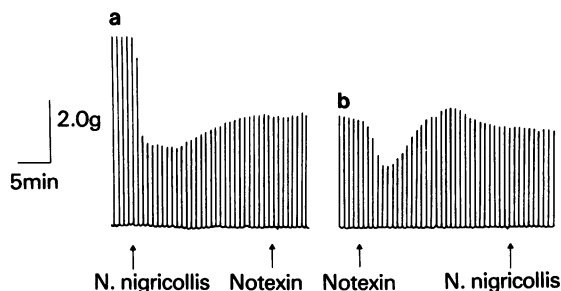 a
b
2.0g
5min
N. nigricollis Notexin Notexin N. nigricollis